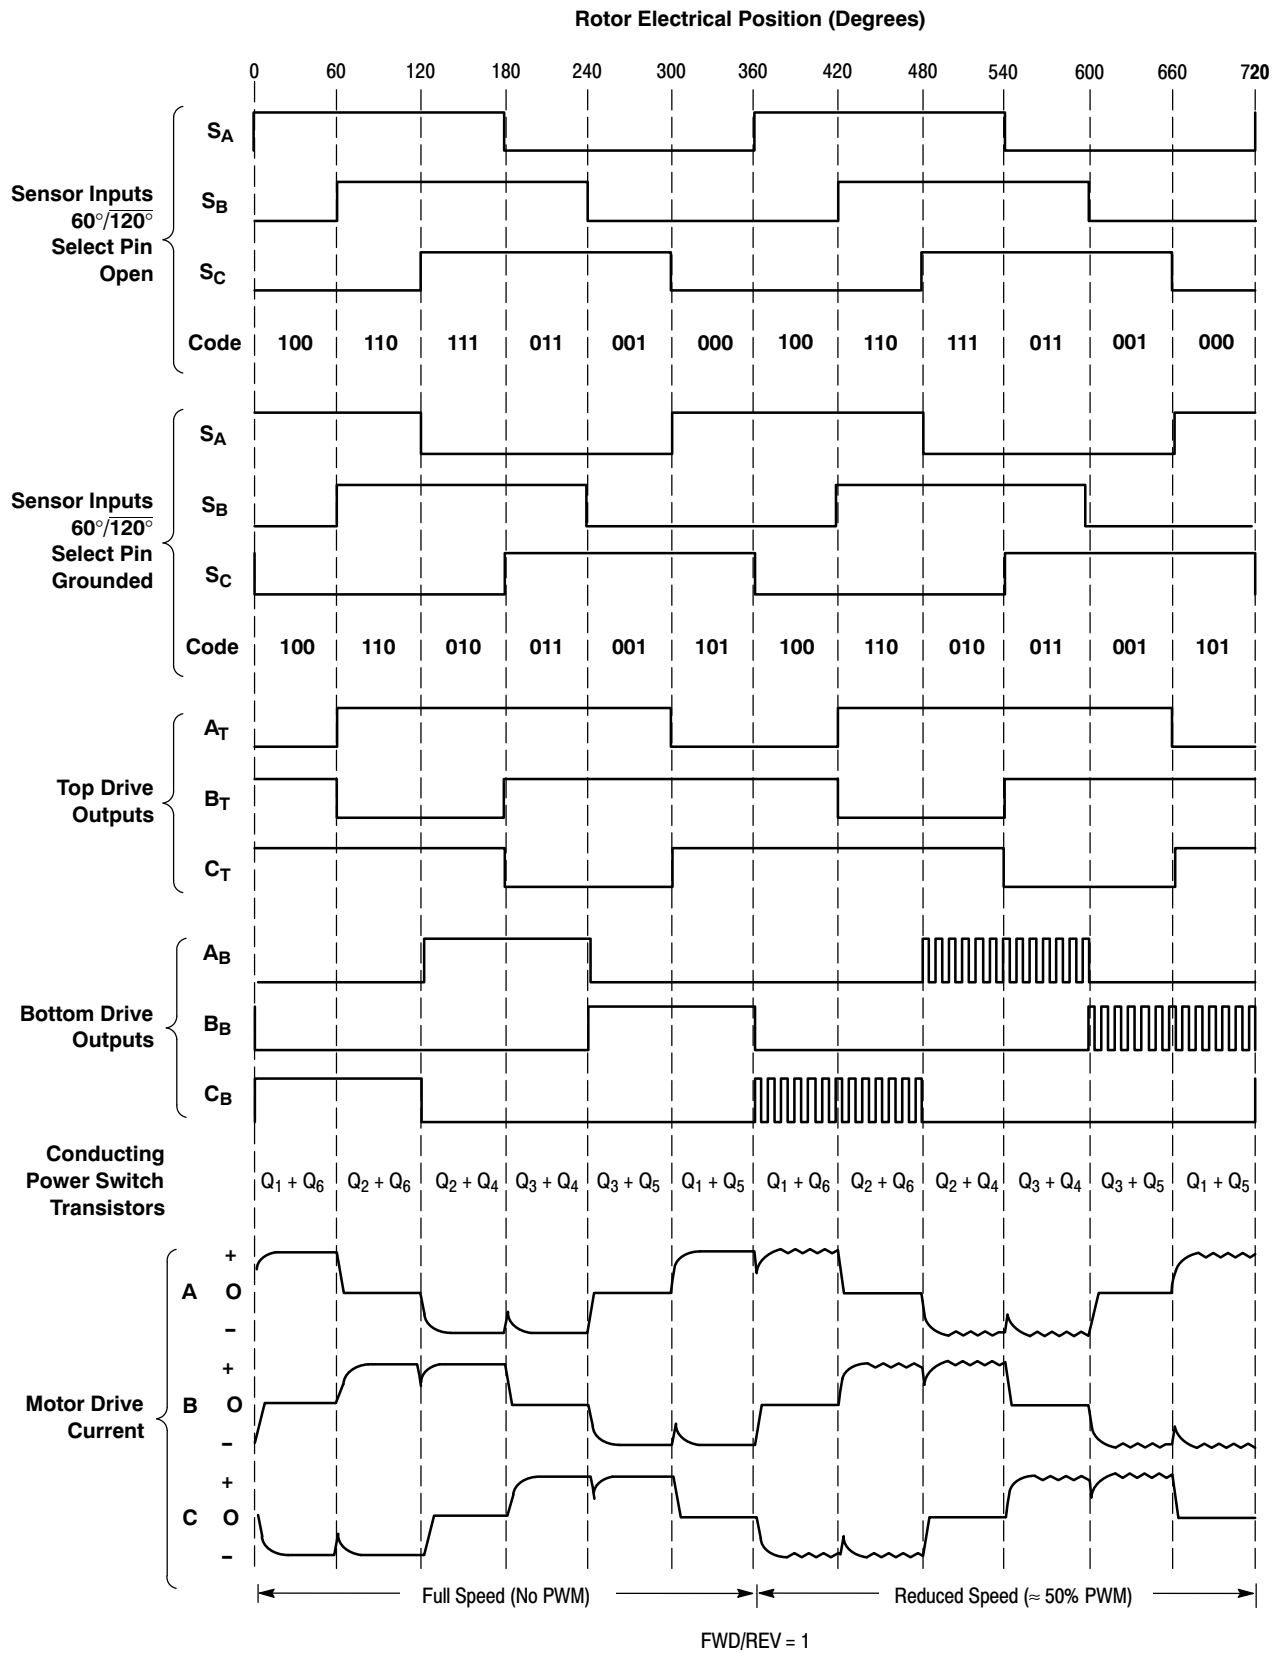 Rotor Electrical Position (Degrees)
0 60 120 180 240 300 360 420 480 540 600 660 720
Sensor Inputs
60°/120°
Select Pin
Open
SA
SB
SC
Code 100 110 111 011 001 000 100 110 111 011 001 000
Sensor Inputs
60°/120°
Select Pin
Grounded
SA
SB
SC
Code 100 110 010 011 001 101 100 110 010 011 001 101
Top Drive
Outputs
AT
BT
CT
Bottom Drive
Outputs
AB
BB
CB
Conducting
Power Switch
Transistors
Q1 + Q6 Q2 + Q6 Q2 + Q4 Q3 + Q4 Q3 + Q5 Q1 + Q5 Q1 + Q6 Q2 + Q6 Q2 + Q4 Q3 + Q4 Q3 + Q5 Q1 + Q5
Motor Drive
Current
+
A O
−
+
B O
−
+
C O
−
Full Speed (No PWM) Reduced Speed (≈ 50% PWM)
FWD/REV = 1